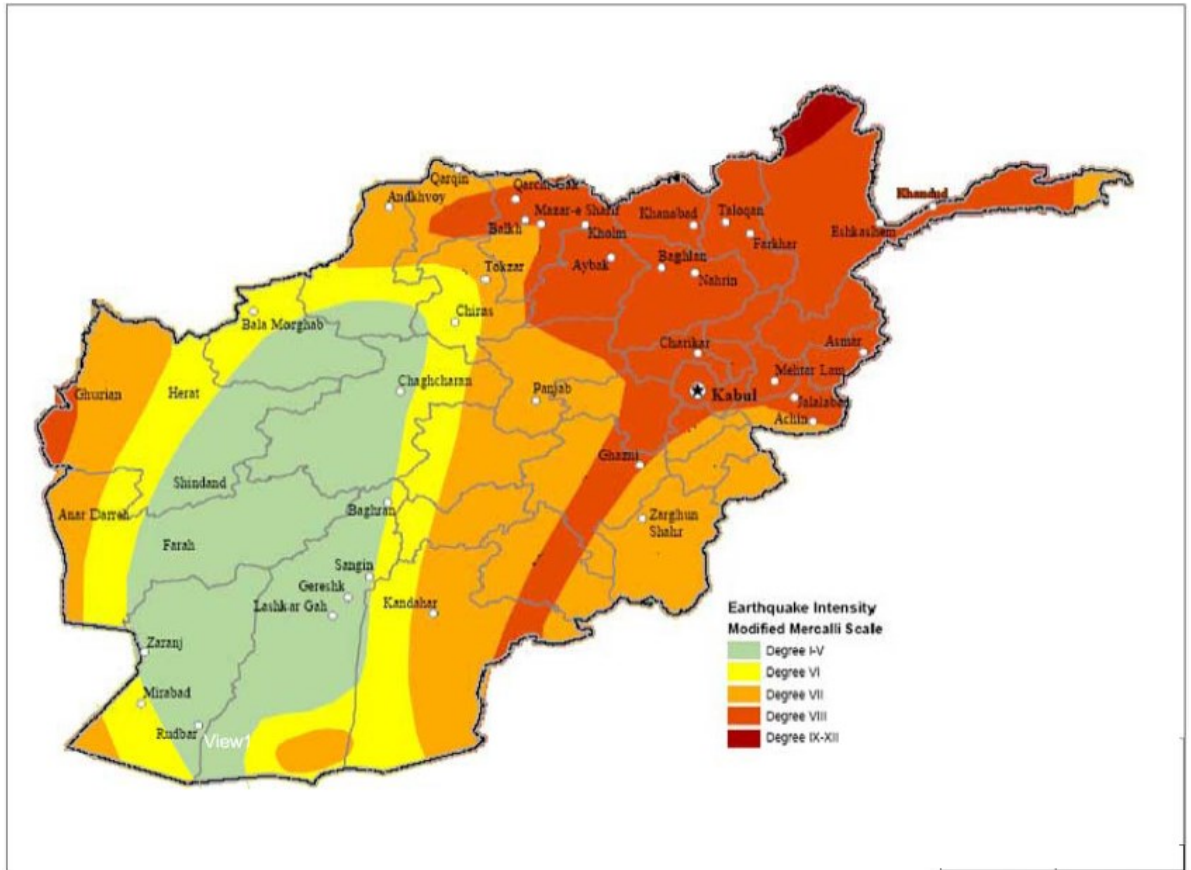 Qarqin
Andkhvoy
Qarchi Gak
Balkh
Mazar-e Sharif
Kholm
Khanabad
Taloqan
Farkhar
Eshkashem
Khandud
Tokzar
Aybak
Baghlan
Nahrin
Bala Morghab
Chiras
Charikar
Asmar
Mehtar Lam
Ghurian
Herat
Chaghcharan
Panjab
Kabul
Jalalabad
Achin
Ghazni
Shindand
Anar Darreh
Baghran
Zarghun
Shahr
Farah
Sangin
Gereshk
Lashkar Gah
Kandahar
Zaranj
Mirabad
Rudbar
View1
Earthquake Intensity
Modified Mercalli Scale
Degree I-V
Degree VI
Degree VII
Degree VIII
Degree IX-XII